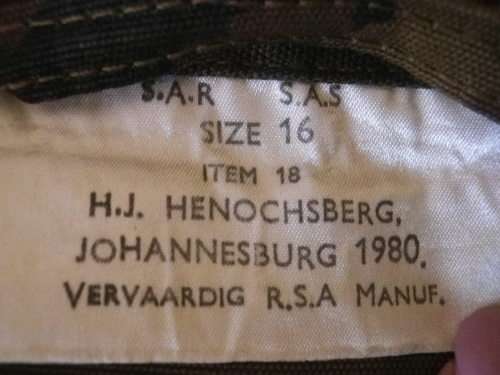 S.A.R S.A.S
SIZE 16
ITEM 18
H.J. HENOCHSBERG,
JOHANNESBURG 1980.
VERVAARDIG R.S.A MANUF.